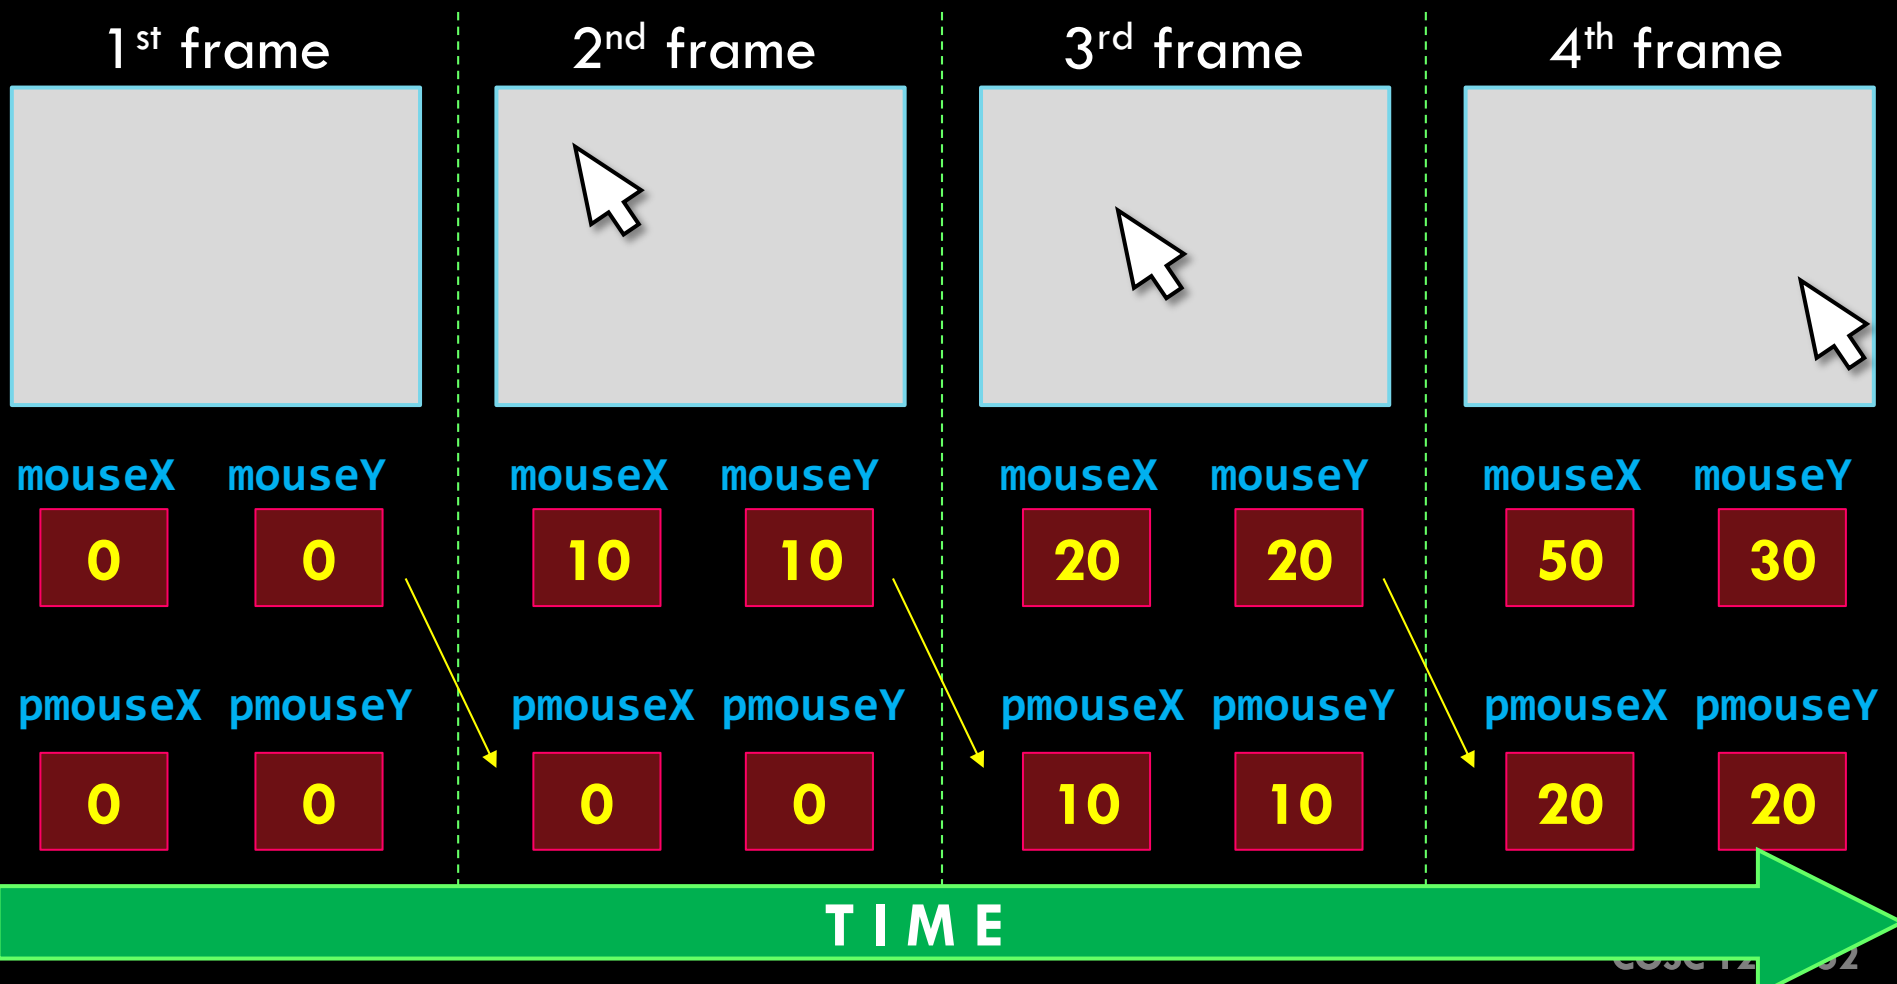 1st frame 2nd frame 3rd frame 4th frame
mouseX mouseY mouseX mouseY mouseX mouseY mouseX mouseY
0 0 10 10 20 20 50 30
pmouseX pmouseY pmouseX pmouseY pmouseX pmouseY pmouseX pmouseY
0 0 0 0 10 10 20 20
TIME